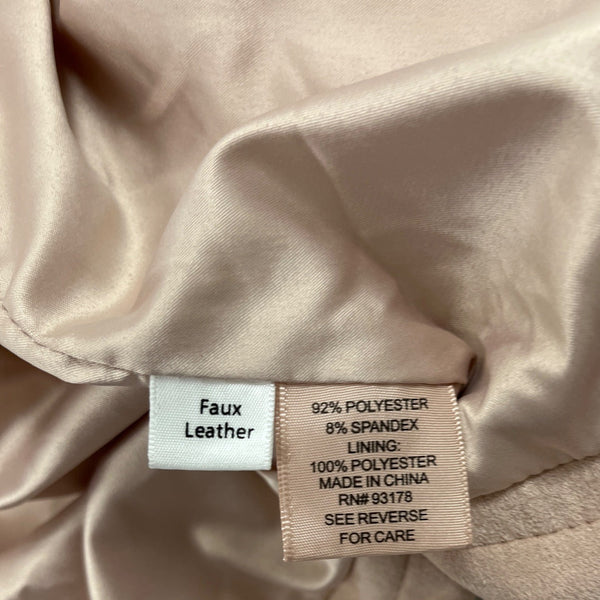 Faux
Leather
92% POLYESTER
8% SPANDEX
LINING:
100% POLYESTER
MADE IN CHINA
RN# 93178
SEE REVERSE
FOR CARE